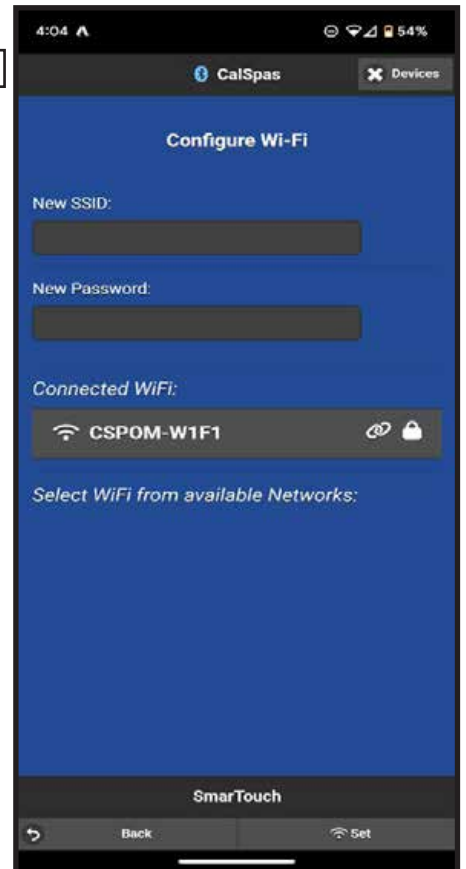 4:04
54%
CalSpas
Devices
Configure Wi-Fi
New SSID:
New Password:
Connected WiFi:
CSPOM-W1F1
Select WiFi from available Networks:
SmarTouch
Back
Set